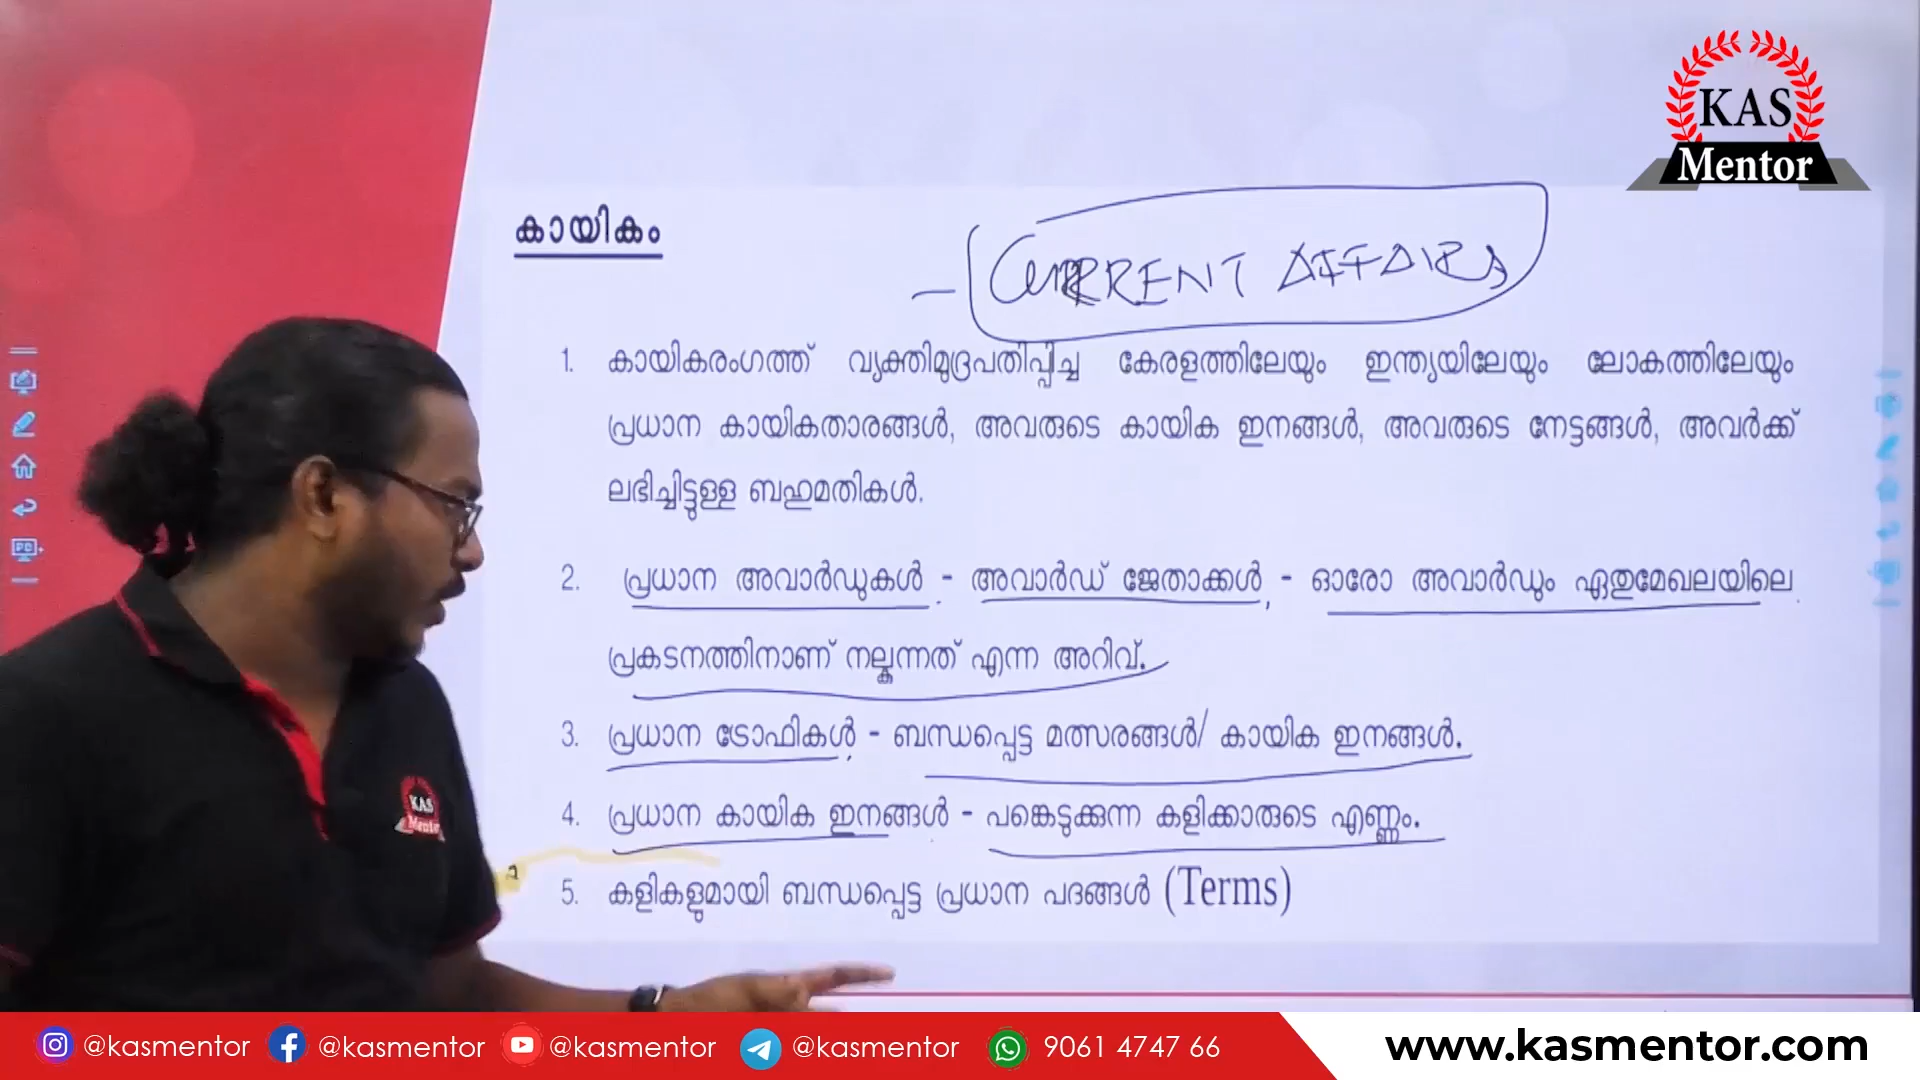 KAS
Mentor
കായികം
- CURRENT AFFAIRS
1. കായികരംഗത്ത് വ്യക്തിമുദ്രപതിപ്പിച്ച കേരളത്തിലേയും ഇന്ത്യയിലേയും ലോകത്തിലേയും
പ്രധാന കായികതാരങ്ങൾ, അവരുടെ കായിക ഇനങ്ങൾ, അവരുടെ നേട്ടങ്ങൾ, അവർക്ക്
ലഭിച്ചിട്ടുള്ള ബഹുമതികൾ.
2. പ്രധാന അവാർഡുകൾ - അവാർഡ് ജേതാക്കൾ, - ഓരോ അവാർഡും ഏതുമേഖലയിലെ
പ്രകടനത്തിനാണ് നല്കുന്നത് എന്ന അറിവ്.
3. പ്രധാന ട്രോഫികൾ - ബന്ധപ്പെട്ട മത്സരങ്ങൾ/ കായിക ഇനങ്ങൾ.
4. പ്രധാന കായിക ഇനങ്ങൾ - പങ്കെടുക്കുന്ന കളിക്കാരുടെ എണ്ണം.
5. കളികളുമായി ബന്ധപ്പെട്ട പ്രധാന പദങ്ങൾ (Terms)
KAS
Mentor
@kasmentor @kasmentor @kasmentor @kasmentor 9061 4747 66 www.kasmentor.com